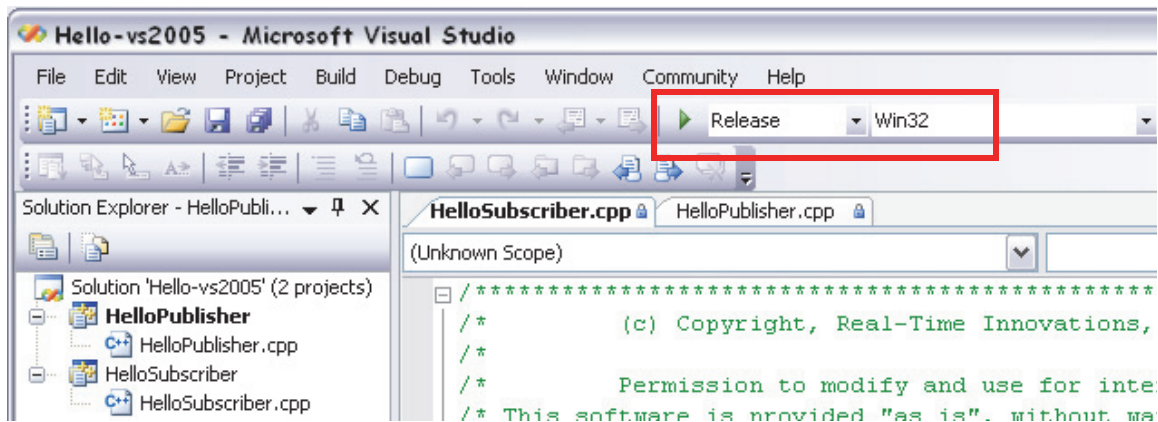 Hello-vs2005 - Microsoft Visual Studio
File Edit View Project Build Debug Tools Window Community Help
Release Win32
Solution Explorer - HelloPubli...
HelloSubscriber.cpp HelloPublisher.cpp
(Unknown Scope)
Solution 'Hello-vs2005' (2 projects)
HelloPublisher
HelloPublisher.cpp
HelloSubscriber
HelloSubscriber.cpp
/************************************************
/* (c) Copyright, Real-Time Innovations,
/*
/* Permission to modify and use for inte
/* This software is provided "as is", without wa